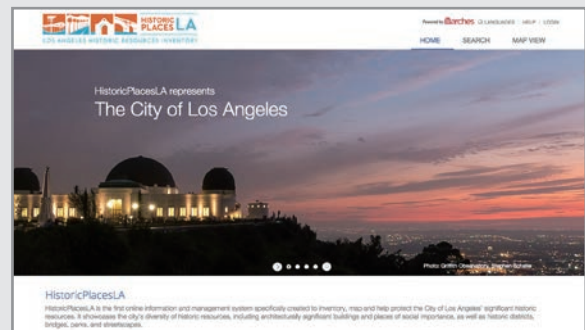 HISTORIC
PLACES LA
LOS ANGELES HISTORIC RESOURCES INVENTORY
Powered by arches LANGUAGES | HELP | LOGIN
HOME SEARCH MAP VIEW
HistoricPlacesLA represents
The City of Los Angeles
Photo: Griffith Observatory, Stephen Schafer
HistoricPlacesLA
HistoricPlacesLA is the first online information and management system specifically created to inventory, map and help protect the City of Los Angeles' significant historic
resources. It showcases the city's diversity of historic resources, including architecturally significant buildings and places of social importance, as well as historic districts,
bridges, parks, and streetscapes.